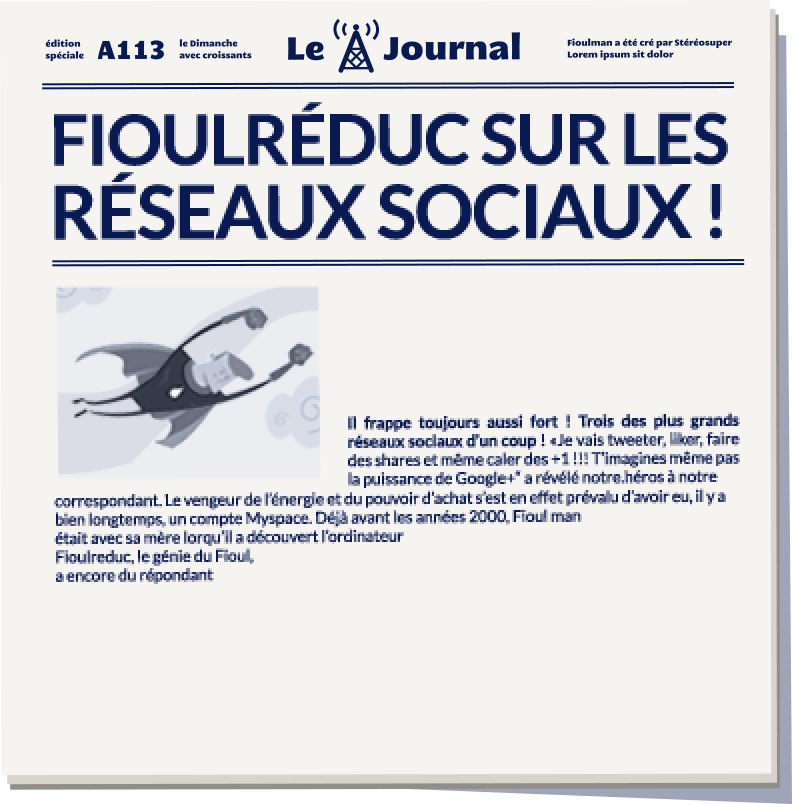 édition
spéciale
A113
le Dimanche
avec croissants
Le Journal
Fioulman a été cré par Stéréosuper
Lorem ipsum sit dolor
FIOULRÉDUC SUR LES
RÉSEAUX SOCIAUX !
Il frappe toujours aussi fort ! Trois des plus grands
réseaux sociaux d'un coup ! «Je vais tweeter, liker, faire
des shares et même caler des +1 !!! T'imagines même pas
la puissance de Google+" a révélé notre.héros à notre
correspondant. Le vengeur de l'énergie et du pouvoir d'achat s'est en effet prévalu d'avoir eu, il y a
bien longtemps, un compte Myspace. Déjà avant les années 2000, Fioul man
était avec sa mère lorqu'il a découvert l'ordinateur
Fioulreduc, le génie du Fioul,
a encore du répondant